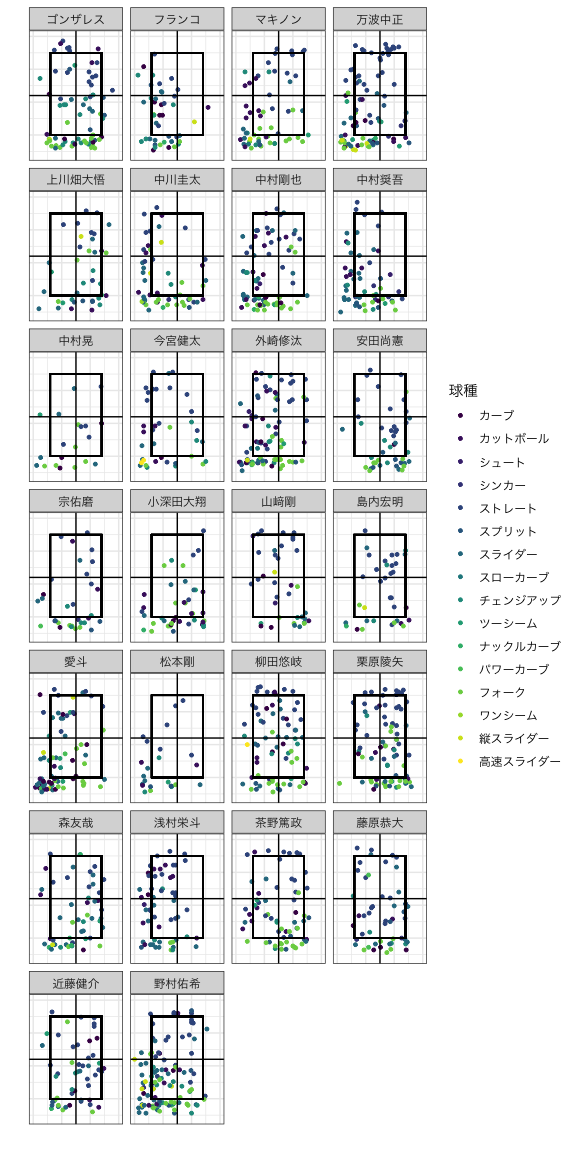 ゴンザレス
フランコ
マキノン
万波中正
上川畑大悟
中川圭太
中村剛也
中村奨吾
中村晃
今宮健太
外崎修汰
安田尚憲
宗佑磨
小深田大翔
山﨑剛
島内宏明
愛斗
松本剛
柳田悠岐
栗原陵矢
森友哉
浅村栄斗
茶野篤政
藤原恭大
近藤健介
野村佑希
球種
カーブ
カットボール
シュート
シンカー
ストレート
スプリット
スライダー
スローカーブ
チェンジアップ
ツーシーム
ナックルカーブ
パワーカーブ
フォーク
ワンシーム
縦スライダー
高速スライダー